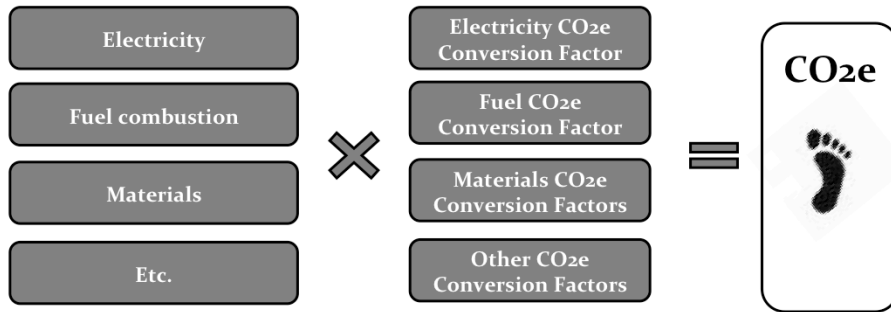 Electricity
Electricity CO2e
Conversion Factor
Fuel combustion
Fuel CO2e
Conversion Factor
Materials
Materials CO2e
Conversion Factors
Etc.
Other CO2e
Conversion Factors
CO2e